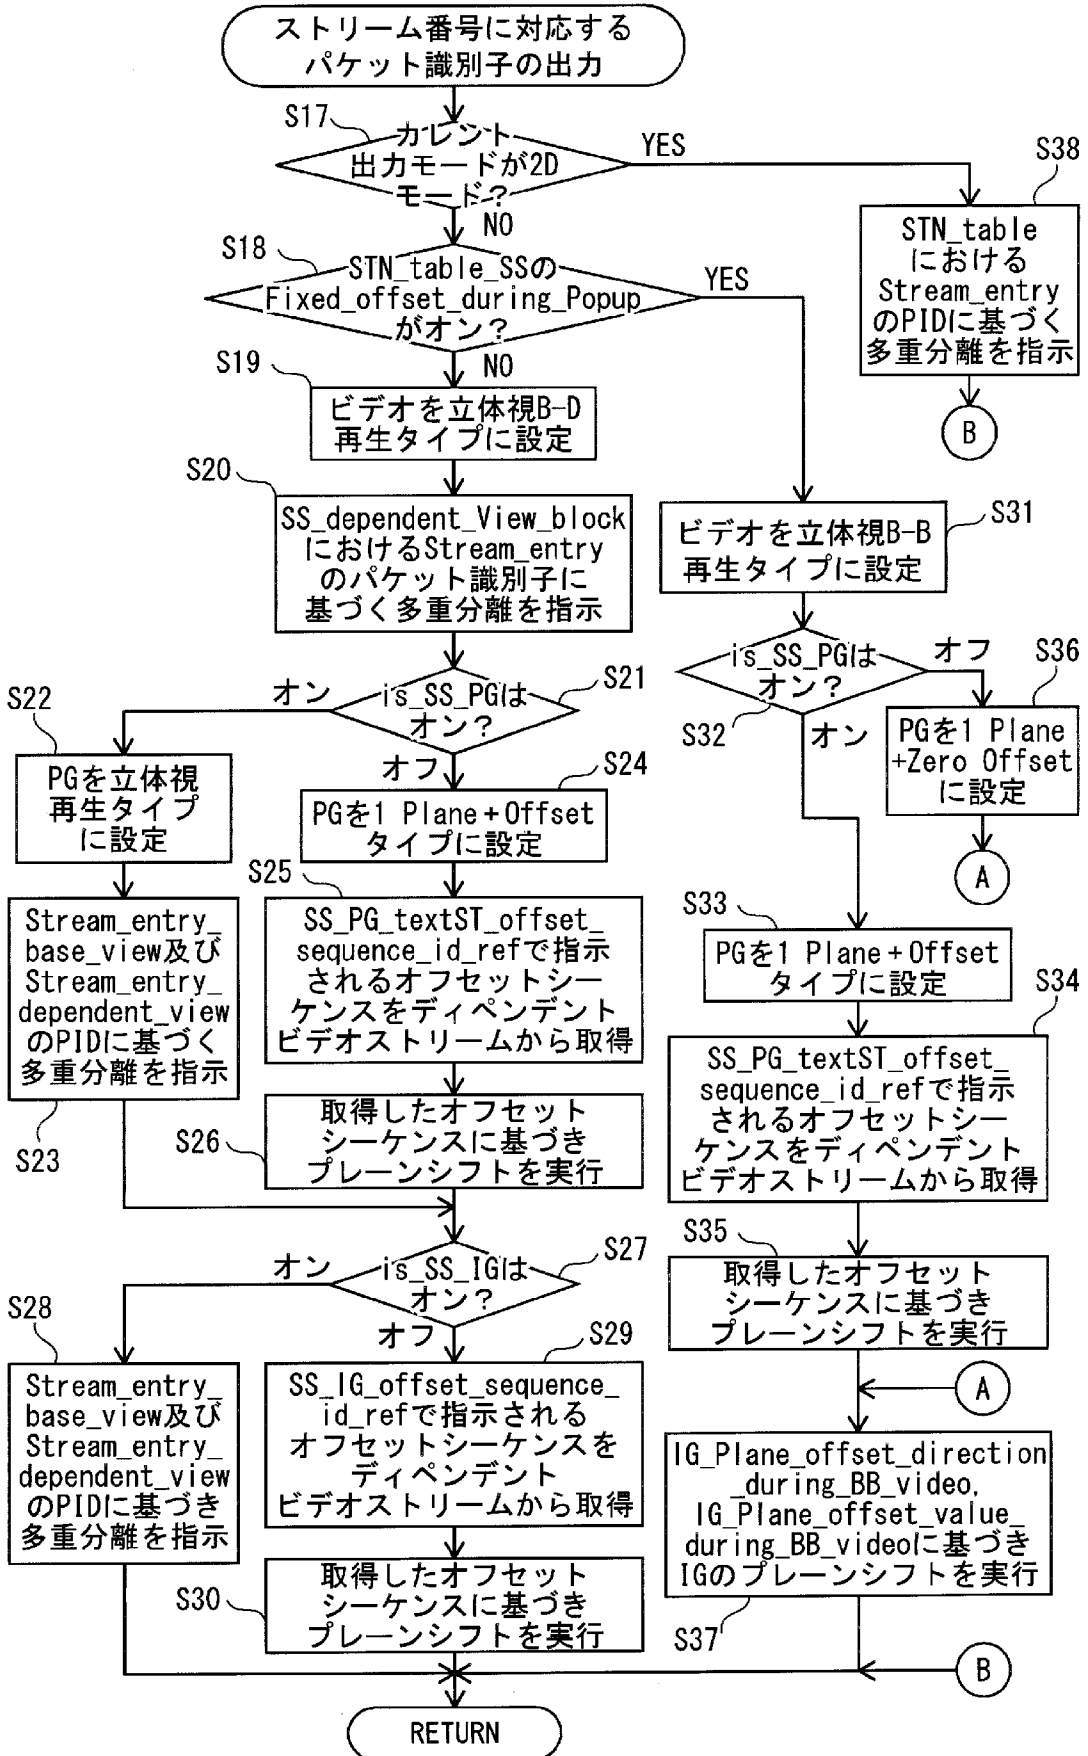 ストリーム番号に対応する
パケット識別子の出力
S17
カレント
出力モードが2D
モード?
YES
NO
S38
STN_table
における
Stream_entry
のPIDに基づく
多重分離を指示
B
S18
STN_table_SSの
Fixed_offset_during_Popup
がオン?
YES
NO
S19
ビデオを立体視B-D
再生タイプに設定
S20
SS_dependent_View_block
におけるStream_entry
のパケット識別子に
基づく多重分離を指示
S31
ビデオを立体視B-B
再生タイプに設定
S21
is_SS_PGは
オン?
オン
オフ
S22
PGを立体視
再生タイプ
に設定
S23
Stream_entry_
base_view及び
Stream_entry_
dependent_view
のPIDに基づく
多重分離を指示
S24
PGを1 Plane+Offset
タイプに設定
S25
SS_PG_textST_offset_
sequence_id_refで指示
されるオフセットシー
ケンスをディペンデント
ビデオストリームから取得
S26
取得したオフセット
シーケンスに基づき
プレーンシフトを実行
S32
is_SS_PGは
オン?
オフ
オン
S36
PGを1 Plane
+Zero Offset
に設定
A
S33
PGを1 Plane+Offset
タイプに設定
S34
SS_PG_textST_offset_
sequence_id_refで指示
されるオフセットシー
ケンスをディペンデント
ビデオストリームから取得
S35
取得したオフセット
シーケンスに基づき
プレーンシフトを実行
A
S27
is_SS_IGは
オン?
オン
オフ
S28
Stream_entry_
base_view及び
Stream_entry_
dependent_view
のPIDに基づき
多重分離を指示
S29
SS_IG_offset_sequence_
id_refで指示される
オフセットシーケンスを
ディペンデント
ビデオストリームから取得
S30
取得したオフセット
シーケンスに基づき
プレーンシフトを実行
IG_Plane_offset_direction
_during_BB_video,
IG_Plane_offset_value_
during_BB_videoに基づき
IGのプレーンシフトを実行
S37
B
RETURN